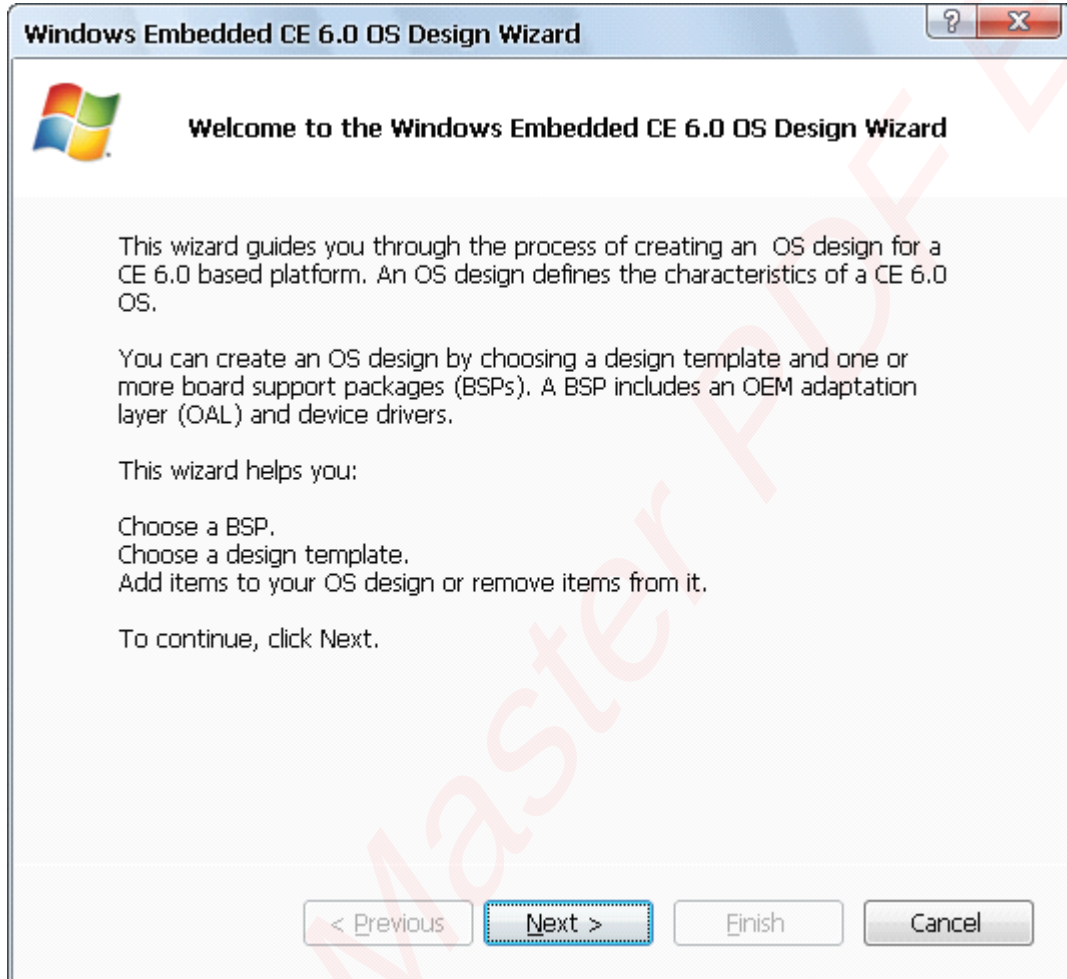 Windows Embedded CE 6.0 OS Design Wizard
?
Welcome to the Windows Embedded CE 6.0 OS Design Wizard
This wizard guides you through the process of creating an  OS design for a
CE 6.0 based platform. An OS design defines the characteristics of a CE 6.0
OS.
You can create an OS design by choosing a design template and one or
more board support packages (BSPs). A BSP includes an OEM adaptation
layer (OAL) and device drivers.
This wizard helps you:
Choose a BSP.
Choose a design template.
Add items to your OS design or remove items from it.
To continue, click Next.
< Previous Next > Finish Cancel
Master PDF E